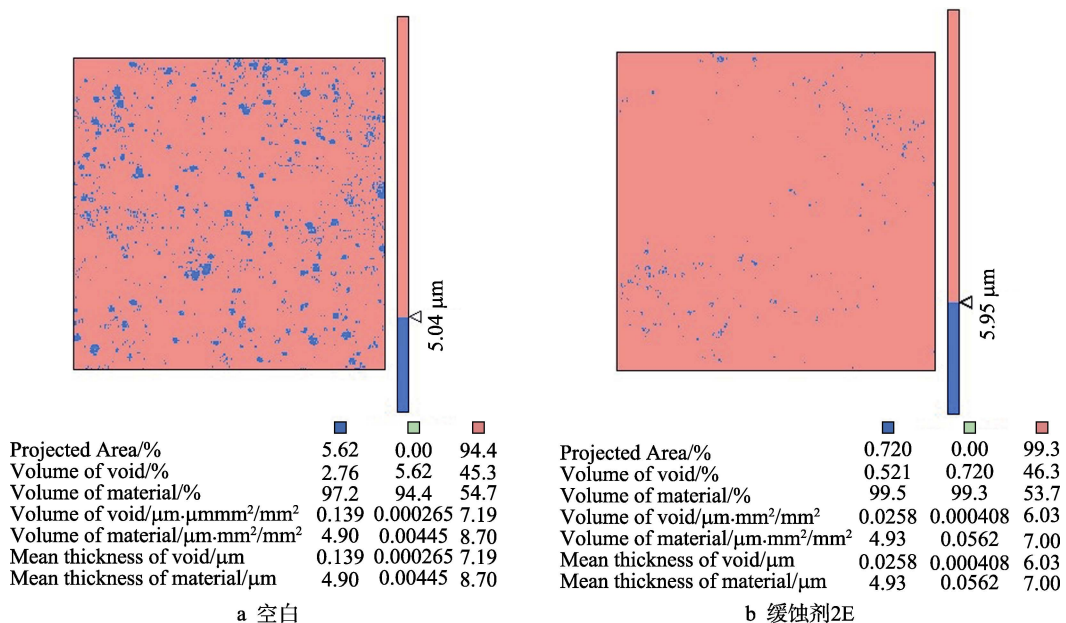 5.04 μm
Projected Area/% 5.62 0.00 94.4
Volume of void/% 2.76 5.62 45.3
Volume of material/% 97.2 94.4 54.7
Volume of void/μm·μmmm²/mm² 0.139 0.000265 7.19
Volume of material/μm·mm²/mm² 4.90 0.00445 8.70
Mean thickness of void/μm 0.139 0.000265 7.19
Mean thickness of material/μm 4.90 0.00445 8.70
a 空白
5.95 μm
Projected Area/% 0.720 0.00 99.3
Volume of void/% 0.521 0.720 46.3
Volume of material/% 99.5 99.3 53.7
Volume of void/μm·mm²/mm² 0.0258 0.000408 6.03
Volume of material/μm·mm²/mm² 4.93 0.0562 7.00
Mean thickness of void/μm 0.0258 0.000408 6.03
Mean thickness of material/μm 4.93 0.0562 7.00
b 缓蚀剂2E